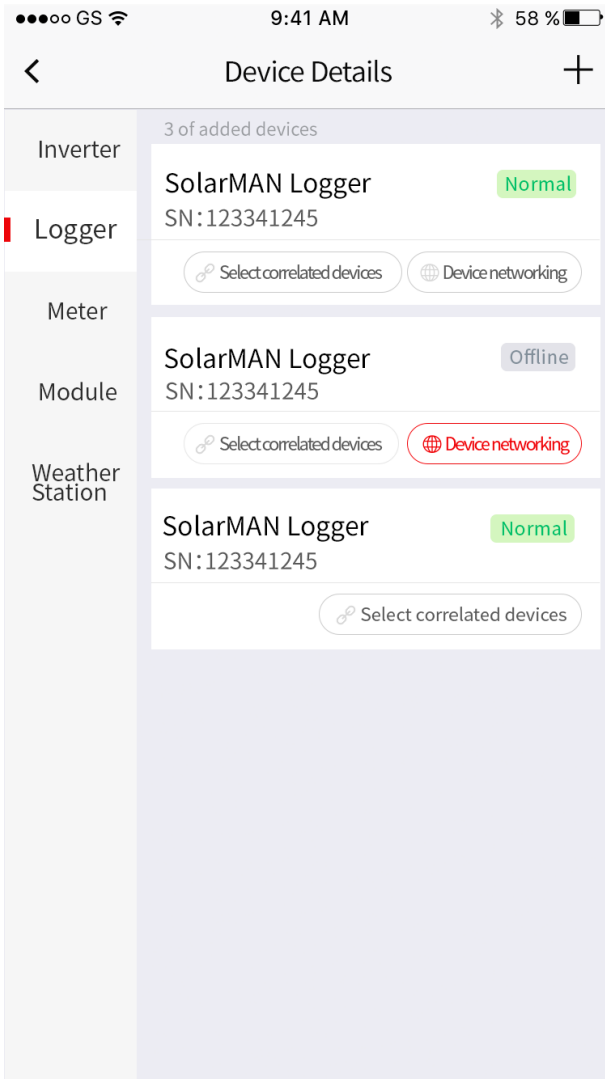 GS 9:41 AM 58 %
Device Details
3 of added devices
Inverter
Logger
Meter
Module
Weather
Station
SolarMAN Logger Normal
SN:123341245
Select correlated devices Device networking
SolarMAN Logger Offline
SN:123341245
Select correlated devices Device networking
SolarMAN Logger Normal
SN:123341245
Select correlated devices